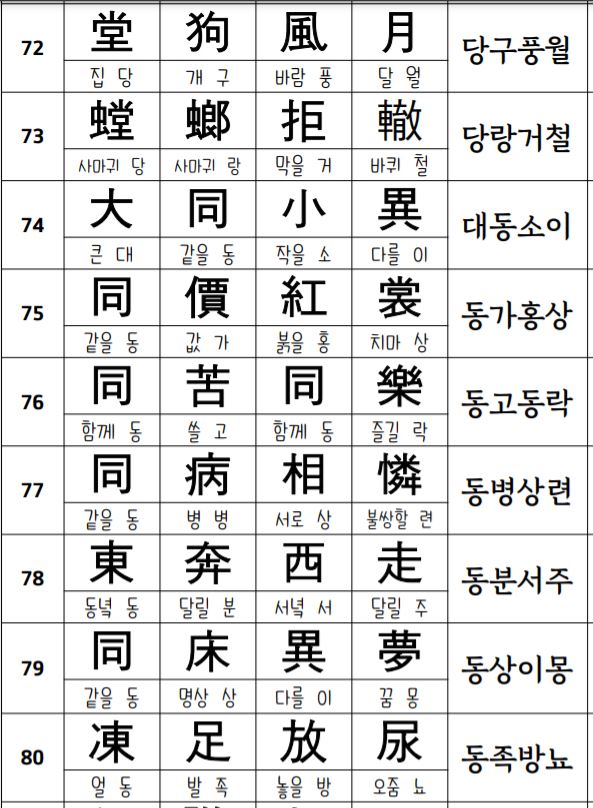 72 堂 狗 風 月 당구풍월
집 당 개 구 바람 풍 달 월
73 螳 螂 拒 轍 당랑거철
사마귀 당 사마귀 랑 막을 거 바퀴 철
74 大 同 小 異 대동소이
큰 대 같을 동 작을 소 다를 이
75 同 價 紅 裳 동가홍상
같을 동 값 가 붉을 홍 치마 상
76 同 苦 同 樂 동고동락
함께 동 쓸 고 함께 동 즐길 락
77 同 病 相 憐 동병상련
같을 동 병 병 서로 상 불쌍할 련
78 東 奔 西 走 동분서주
동녘 동 달릴 분 서녘 서 달릴 주
79 同 床 異 夢 동상이몽
같을 동 평상 상 다를 이 꿈 몽
80 凍 足 放 尿 동족방뇨
얼 동 발 족 놓을 방 오줌 뇨